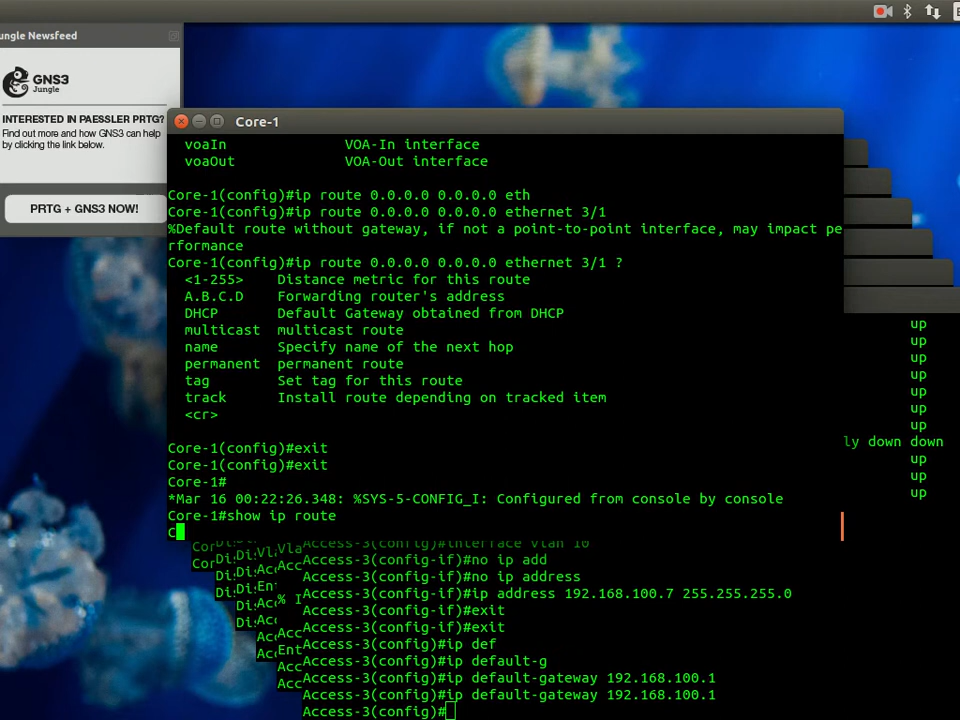 ungle Newsfeed
GNS3
Jungle
INTERESTED IN PAESSLER PRTG?
Find out more and how GNS3 can help
by clicking the link below.
PRTG + GNS3 NOW!
Core-1
voaIn VOA-In interface
voaOut VOA-Out interface
Core-1(config)#ip route 0.0.0.0 0.0.0.0 eth
Core-1(config)#ip route 0.0.0.0 0.0.0.0 ethernet 3/1
%Default route without gateway, if not a point-to-point interface, may impact pe
rformance
Core-1(config)#ip route 0.0.0.0 0.0.0.0 ethernet 3/1 ?
<1-255> Distance metric for this route
A.B.C.D Forwarding router's address
DHCP Default Gateway obtained from DHCP
multicast multicast route
name Specify name of the next hop
permanent permanent route
tag Set tag for this route
track Install route depending on tracked item
<cr>
Core-1(config)#exit
Core-1(config)#exit
Core-1#
*Mar 16 00:22:26.348: %SYS-5-CONFIG_I: Configured from console by console
Core-1#show ip route
C
up
up
up
up
up
up
up
ly down down
up
up
up
Access-3(config)#interface vlan 10
Access-3(config-if)#no ip add
Access-3(config-if)#no ip address
Access-3(config-if)#ip address 192.168.100.7 255.255.255.0
Access-3(config-if)#exit
Access-3(config-if)#exit
Access-3(config)#ip def
Access-3(config)#ip default-g
Access-3(config)#ip default-gateway 192.168.100.1
Access-3(config)#ip default-gateway 192.168.100.1
Access-3(config)#